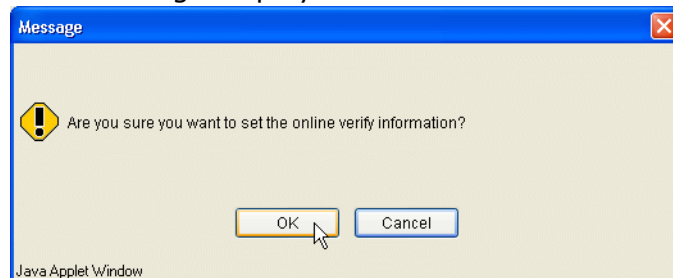 Message
Are you sure you want to set the online verify information?
OK
Cancel
Java Applet Window